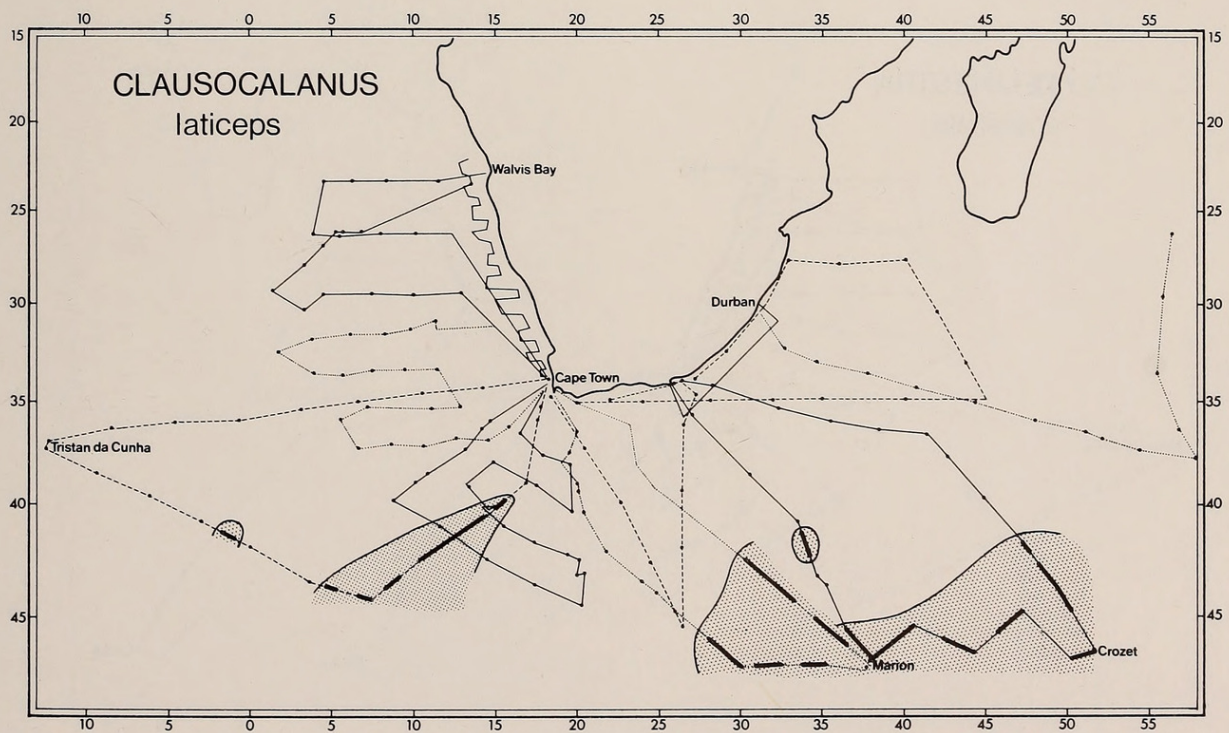 10 5 0 5 10 15 20 25 30 35 40 45 50 55
15 15
CLAUSOCALANUS
laticeps
20 20
Walvis Bay
25 25
Durban
30 30
Cape Town
35 35
Tristan da Cunha
40 40
45 45
Crozet
Marion
10 5 0 5 10 15 20 25 30 35 40 45 50 55